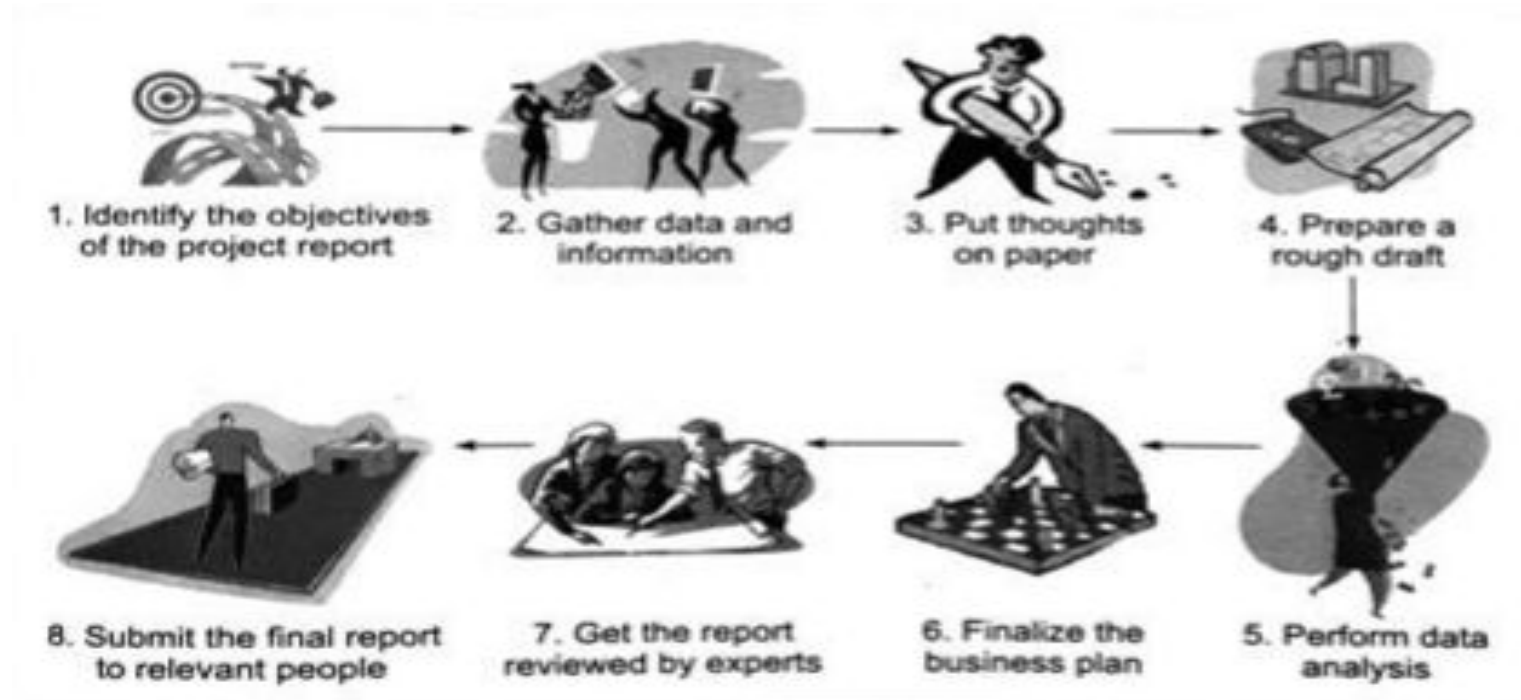 1. Identify the objectives
of the project report
2. Gather data and
information
3. Put thoughts
on paper
4. Prepare a
rough draft
5. Perform data
analysis
6. Finalize the
business plan
7. Get the report
reviewed by experts
8. Submit the final report
to relevant people